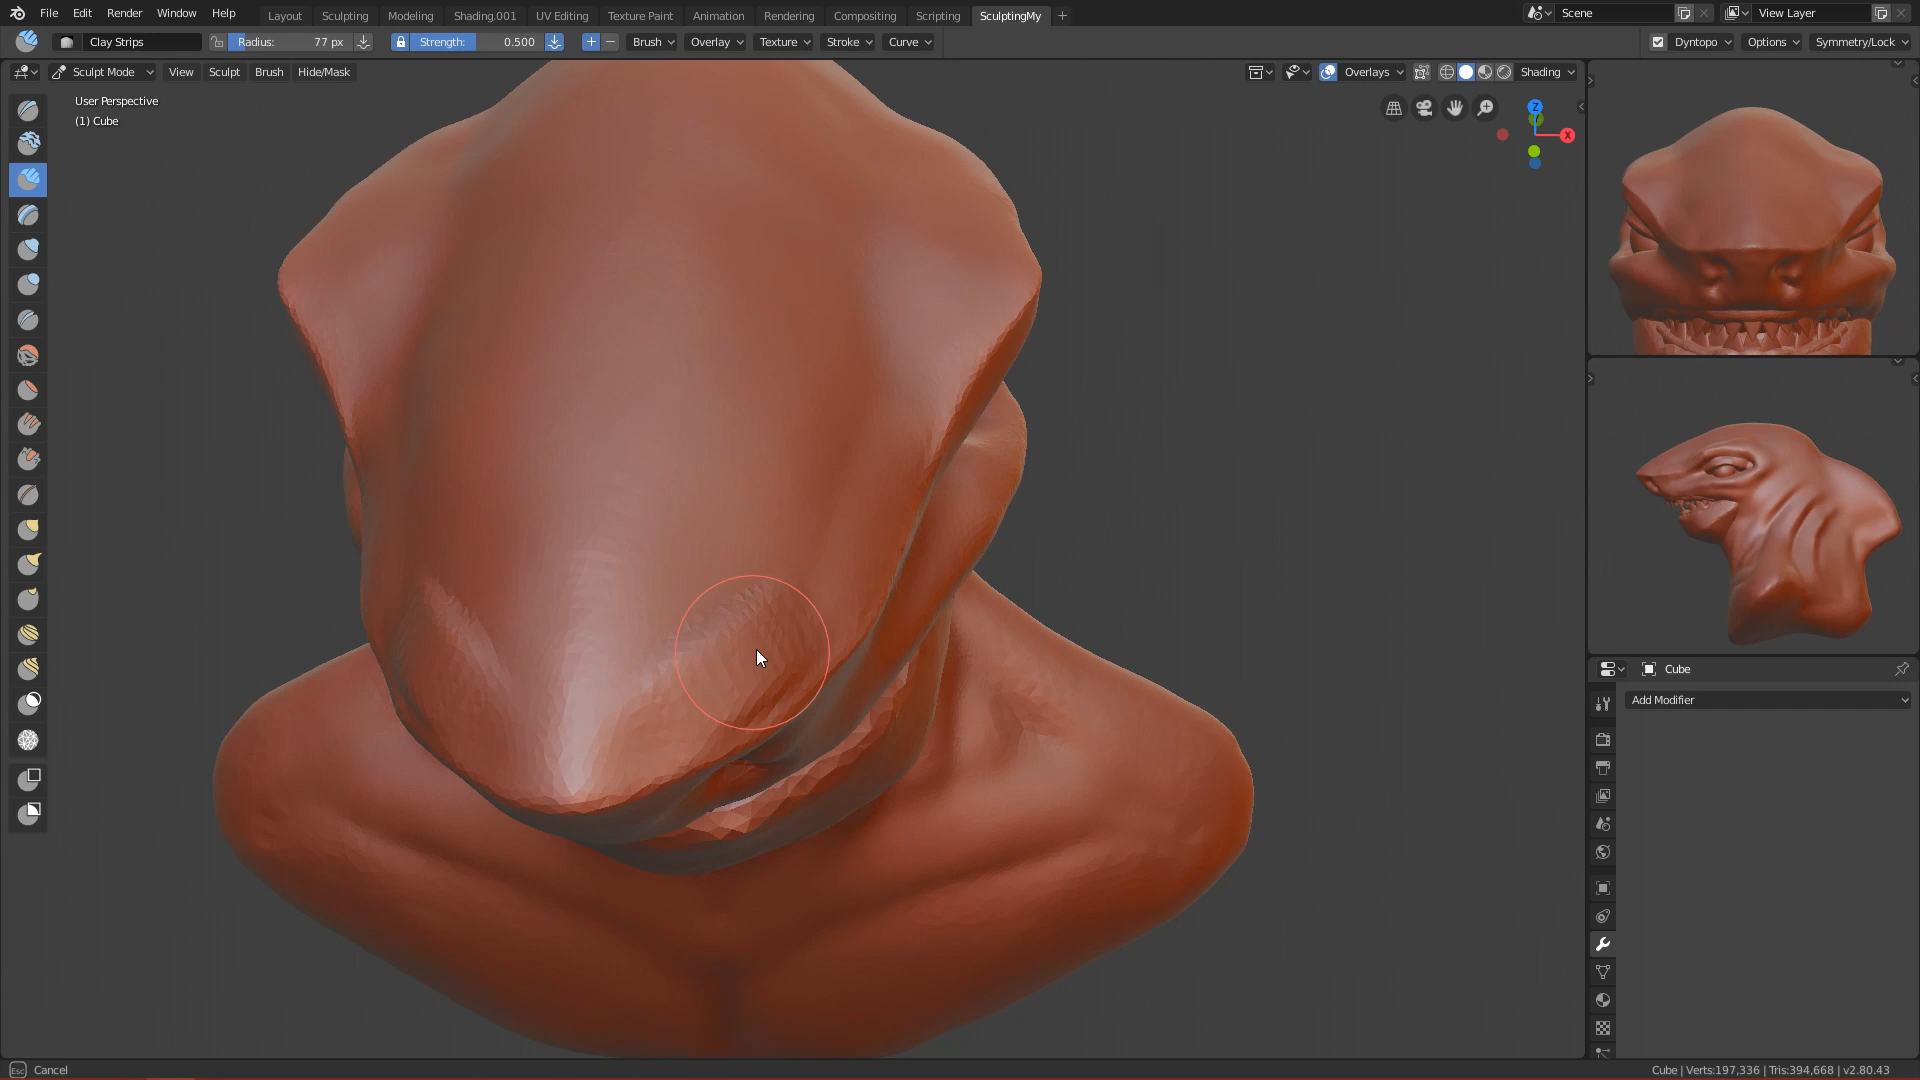 File Edit Render Window Help Layout Sculpting Modeling Shading.001 UV Editing Texture Paint Animation Rendering Compositing Scripting SculptingMy + Scene View Layer
Clay Strips Radius: 77 px Strength: 0.500 Brush Overlay Texture Stroke Curve Dyntopo Options Symmetry/Lock
Sculpt Mode View Sculpt Brush Hide/Mask Overlays Shading
User Perspective
(1) Cube
Z
X
Cube
Add Modifier
Esc Cancel Cube | Verts:197,336 | Tris:394,668 | v2.80.43